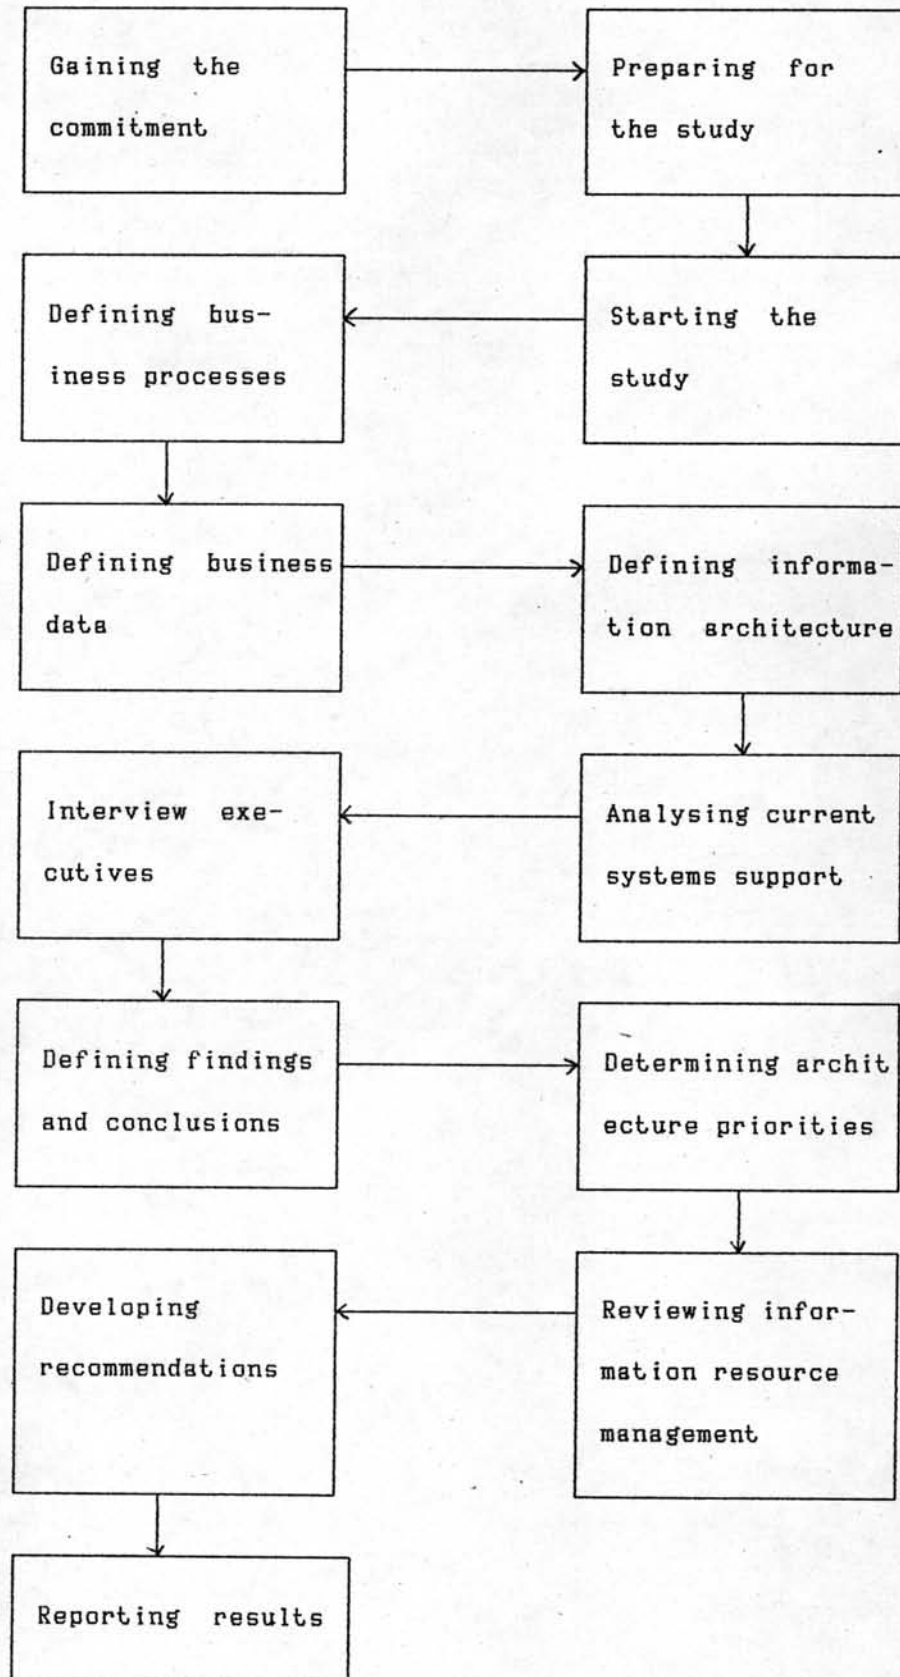 Gaining the
commitment
Preparing for
the study
Starting the
study
Defining bus-
iness processes
Defining business
data
Defining informa-
tion architecture
Analysing current
systems support
Interview exe-
cutives
Defining findings
and conclusions
Determining archit
ecture priorities
Reviewing infor-
mation resource
management
Developing
recommendations
Reporting results